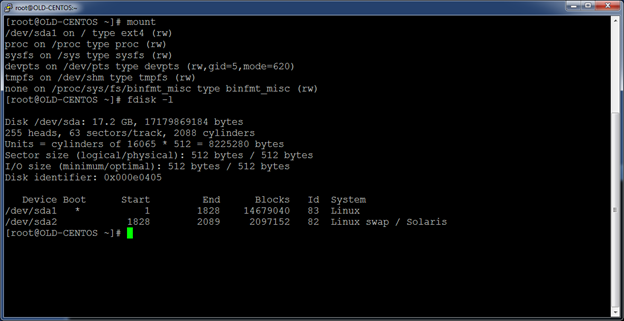 root@OLD-CENTOS:~
[root@OLD-CENTOS ~]# mount
/dev/sda1 on / type ext4 (rw)
proc on /proc type proc (rw)
sysfs on /sys type sysfs (rw)
devpts on /dev/pts type devpts (rw,gid=5,mode=620)
tmpfs on /dev/shm type tmpfs (rw)
none on /proc/sys/fs/binfmt_misc type binfmt_misc (rw)
[root@OLD-CENTOS ~]# fdisk -l
Disk /dev/sda: 17.2 GB, 17179869184 bytes
255 heads, 63 sectors/track, 2088 cylinders
Units = cylinders of 16065 * 512 = 8225280 bytes
Sector size (logical/physical): 512 bytes / 512 bytes
I/O size (minimum/optimal): 512 bytes / 512 bytes
Disk identifier: 0x000e0405
Device Boot Start End Blocks Id System
/dev/sda1 * 1 1828 14679040 83 Linux
/dev/sda2 1828 2089 2097152 82 Linux swap / Solaris
[root@OLD-CENTOS ~]#